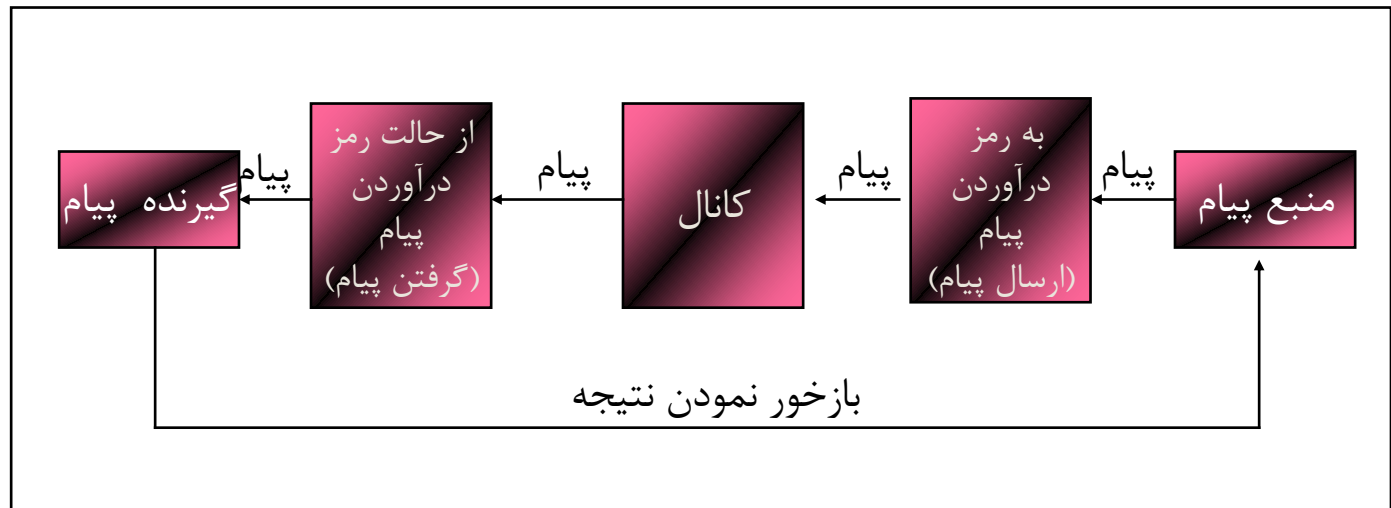 منبع پیام
پیام
به رمز
درآوردن
پیام
(ارسال پیام)
پیام
کانال
پیام
از حالت رمز
درآوردن
پیام
(گرفتن پیام)
پیام
گیرنده پیام
بازخور نمودن نتیجه